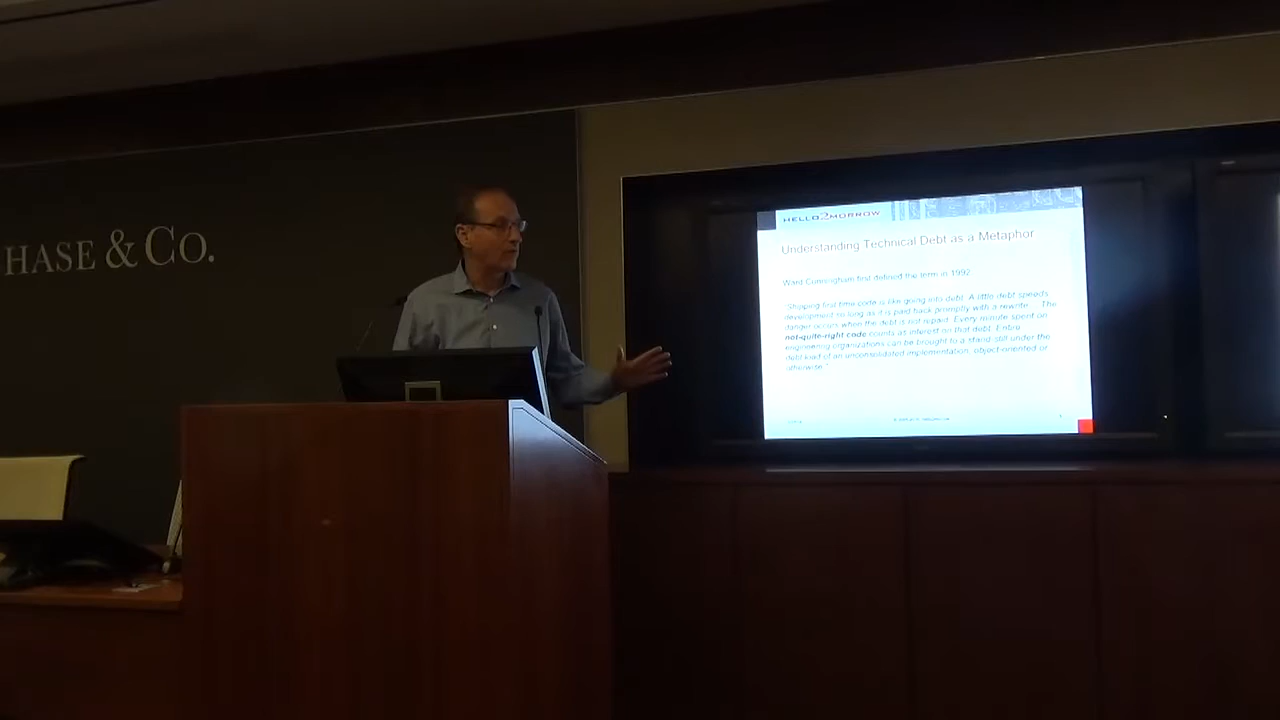 HASE & CO.
HELLO2MORROW
Understanding Technical Debt as a Metaphor
Ward Cunningham first defined the term in 1992
"Shipping first time code is like going into debt. A little debt speeds
development so long as it is paid back promptly with a rewrite... The
danger occurs when the debt is not repaid. Every minute spent on
not-quite-right code counts as interest on that debt. Entire
engineering organizations can be brought to a stand-still under the
debt load of an unconsolidated implementation, object-oriented or
otherwise."